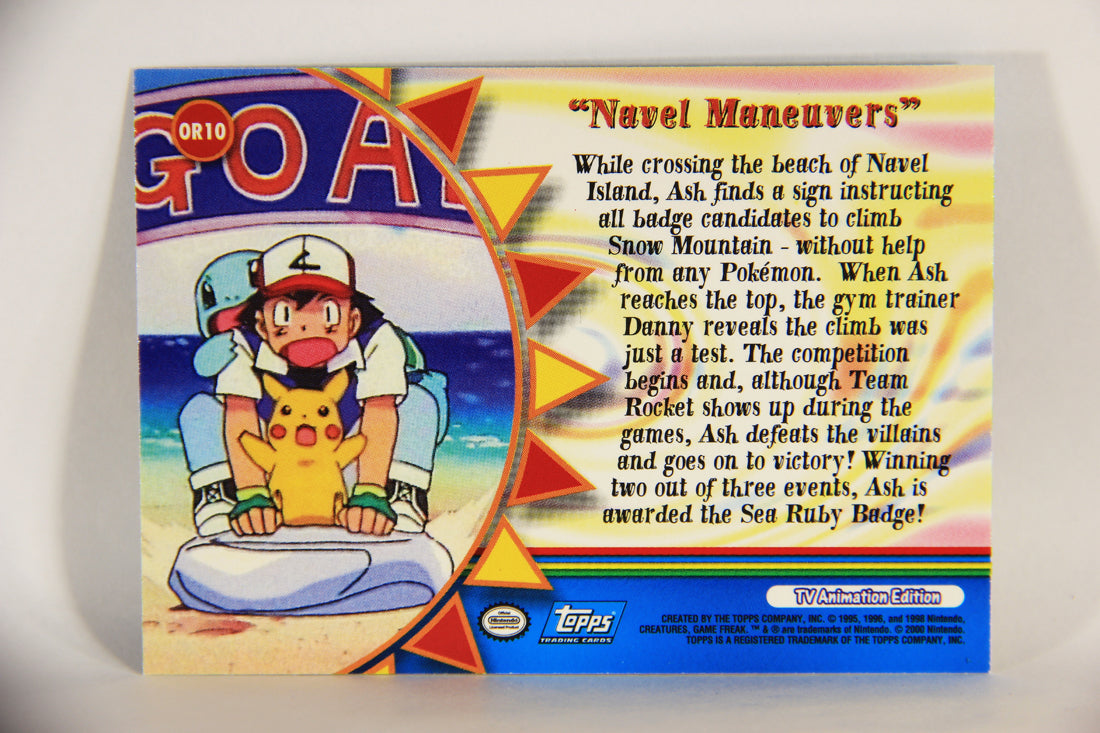 GOA
OR10
“Navel Maneuvers”
While crossing the beach of Navel
Island, Ash finds a sign instructing
all badge candidates to climb
Snow Mountain - without help
from any Pokémon. When Ash
reaches the top, the gym trainer
Danny reveals the climb was
just a test. The competition
begins and, although Team
Rocket shows up during the
games, Ash defeats the villains
and goes on to victory! Winning
two out of three events, Ash is
awarded the Sea Ruby Badge!
TV Animation Edition
Official
Nintendo
Licensed Product
Topps®
TRADING CARDS
CREATED BY THE TOPPS COMPANY, INC. © 1995, 1996, and 1998 Nintendo,
CREATURES, GAME FREAK. ™ & ® are trademarks of Nintendo. © 2000 Nintendo.
TOPPS IS A REGISTERED TRADEMARK OF THE TOPPS COMPANY, INC.